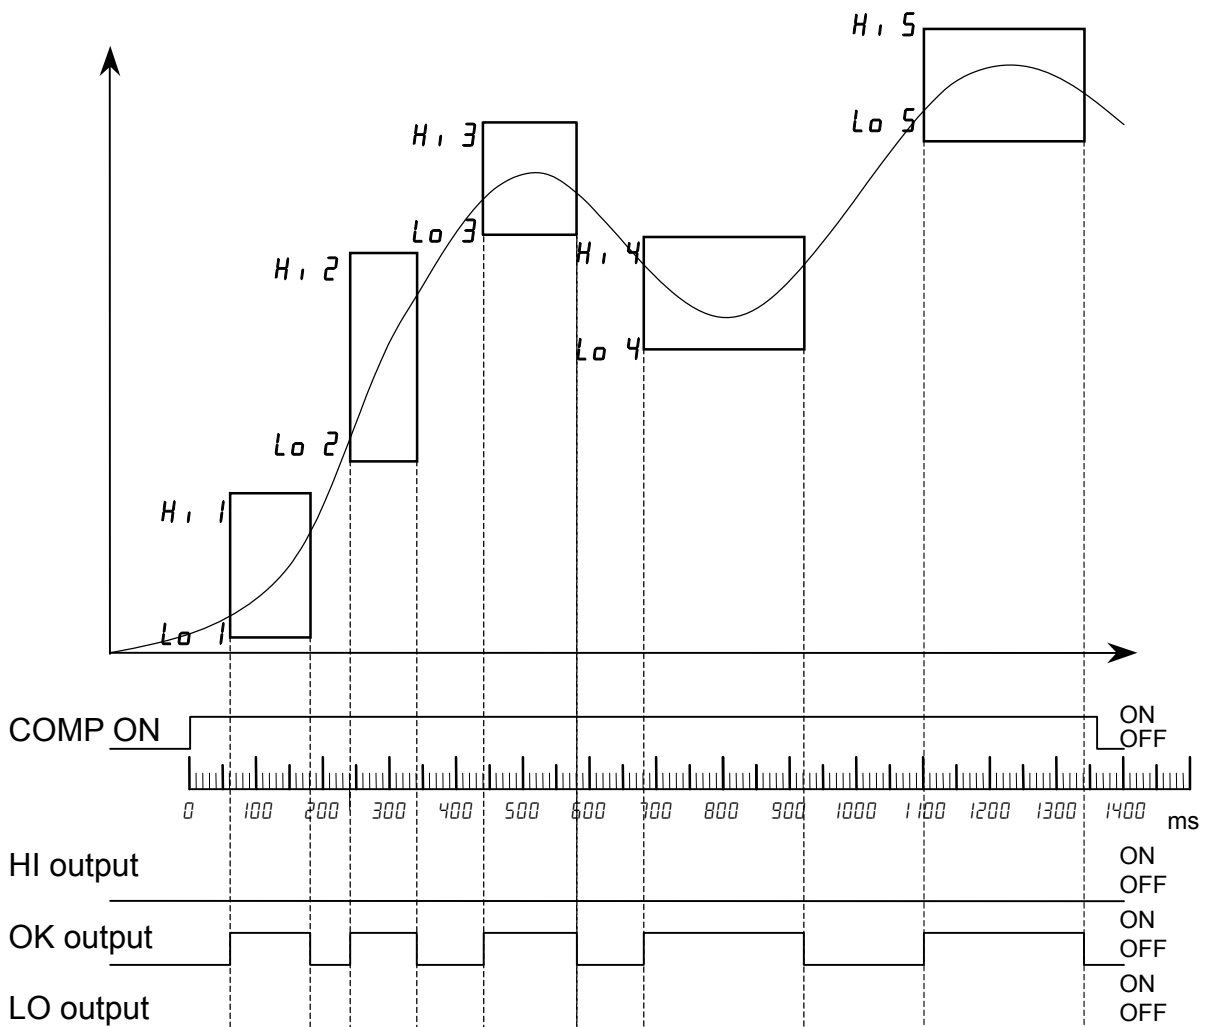 Hi 5
Lo 5
Hi 3
Lo 3
Hi 4
Hi 2
Lo 4
Lo 2
Hi 1
Lo 1
COMP ON
ON
OFF
0 100 200 300 400 500 600 700 800 900 1000 1100 1200 1300 1400 ms
HI output
ON
OFF
OK output
ON
OFF
LO output
ON
OFF